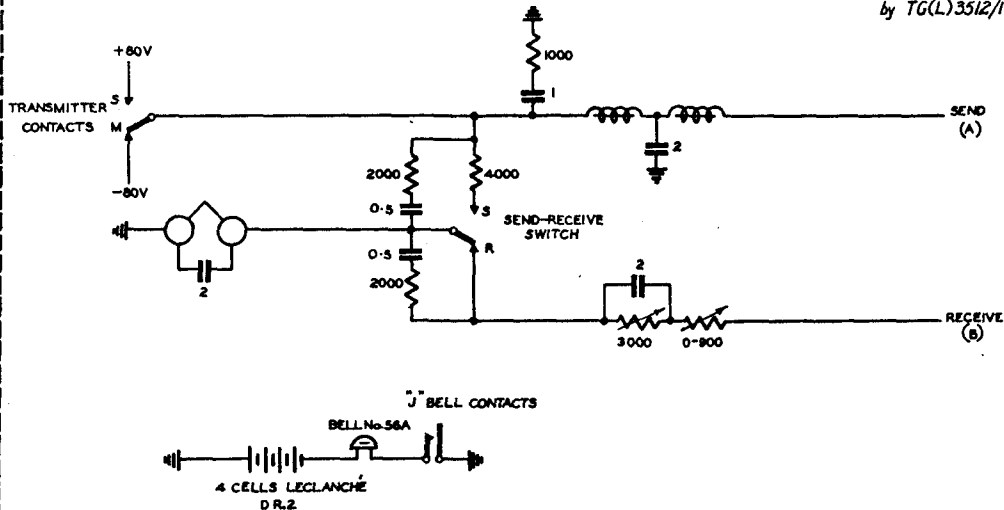 by TG(L)3512/1
+80V
1000
TRANSMITTER S
CONTACTS M
1
SEND
(A)
-80V
2
2000
4000
0·5
S
SEND-RECEIVE
SWITCH
R
0·5
2
2000
2
3000
0-900
RECEIVE
(B)
"J" BELL CONTACTS
BELL No 56A
4 CELLS LECLANCHÉ
D R.2